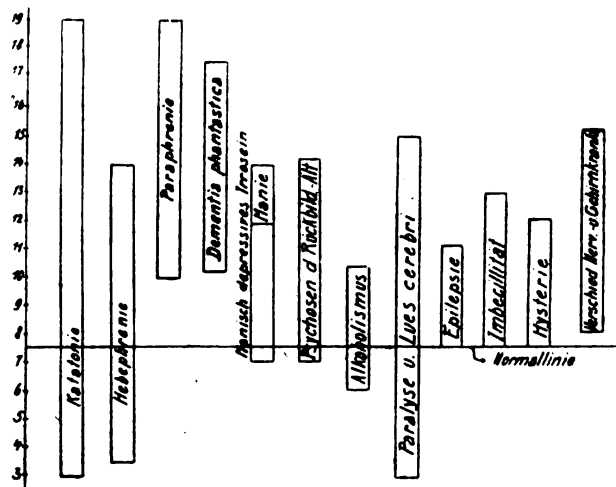 19
18
17
16
15
14
13
12
11
10
9
8
7
6
5
4
3
Katatonie
Hebephrenie
Paraphrenie
Dementia phantastica
Manisch depressives Irresein
Manie
Psychosen d Rückbild.-Alt
Alkoholismus
Paralyse u. Lues cerebri
Epilepsie
Imbecillität
Hysterie
Verschied Nerv.-u Gehirnkrankh
Normallinie